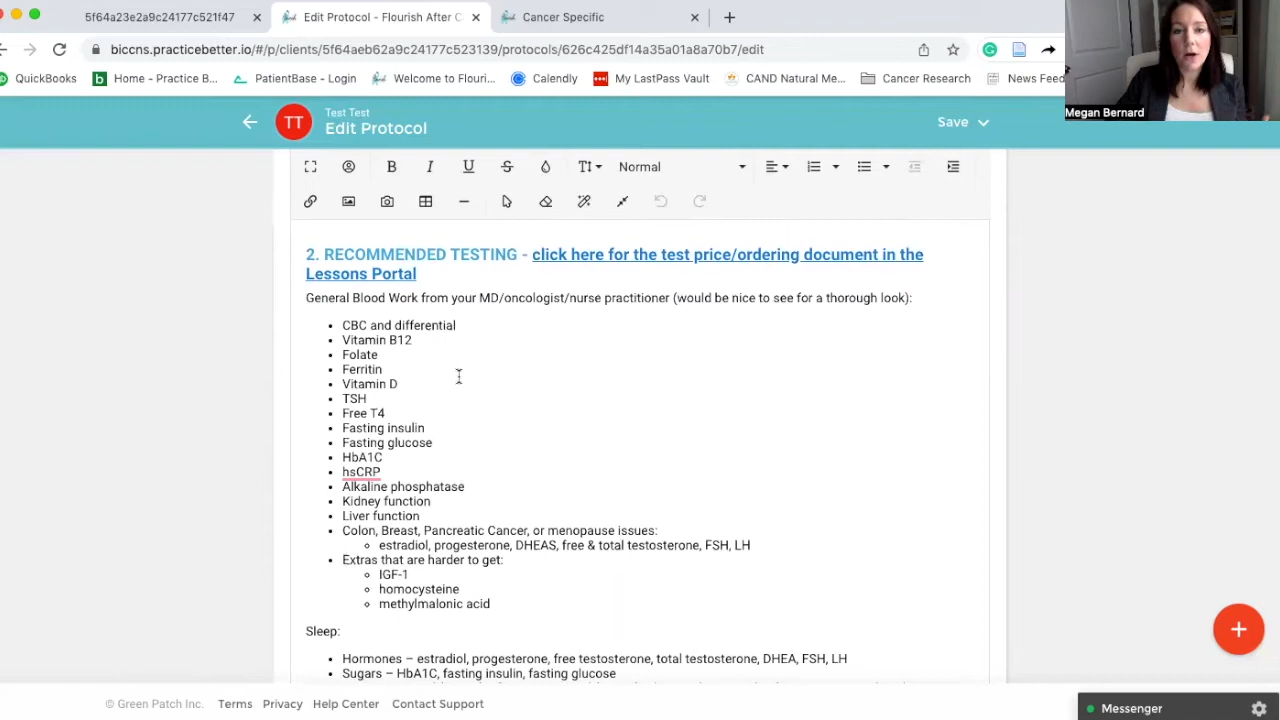 5f64a23e2a9c24177c521f47
Edit Protocol - Flourish After C
Cancer Specific
biccns.practicebetter.io/#/p/clients/5f64aeb62a9c24177c523139/protocols/626c425df14a35a01a8a70b7/edit
QuickBooks
Home - Practice B...
PatientBase - Login
Welcome to Flouri...
Calendly
My LastPass Vault
CAND Natural Me...
Cancer Research
News Feed
Megan Bernard
TT
Test Test
Edit Protocol
Save
Normal
2. RECOMMENDED TESTING - click here for the test price/ordering document in the
Lessons Portal
General Blood Work from your MD/oncologist/nurse practitioner (would be nice to see for a thorough look):
• CBC and differential
• Vitamin B12
• Folate
• Ferritin
• Vitamin D
• TSH
• Free T4
• Fasting insulin
• Fasting glucose
• HbA1C
• hsCRP
• Alkaline phosphatase
• Kidney function
• Liver function
• Colon, Breast, Pancreatic Cancer, or menopause issues:
◦ estradiol, progesterone, DHEAS, free & total testosterone, FSH, LH
• Extras that are harder to get:
◦ IGF-1
◦ homocysteine
◦ methylmalonic acid
Sleep:
• Hormones – estradiol, progesterone, free testosterone, total testosterone, DHEA, FSH, LH
• Sugars – HbA1C, fasting insulin, fasting glucose
© Green Patch Inc.
Terms
Privacy
Help Center
Contact Support
Messenger